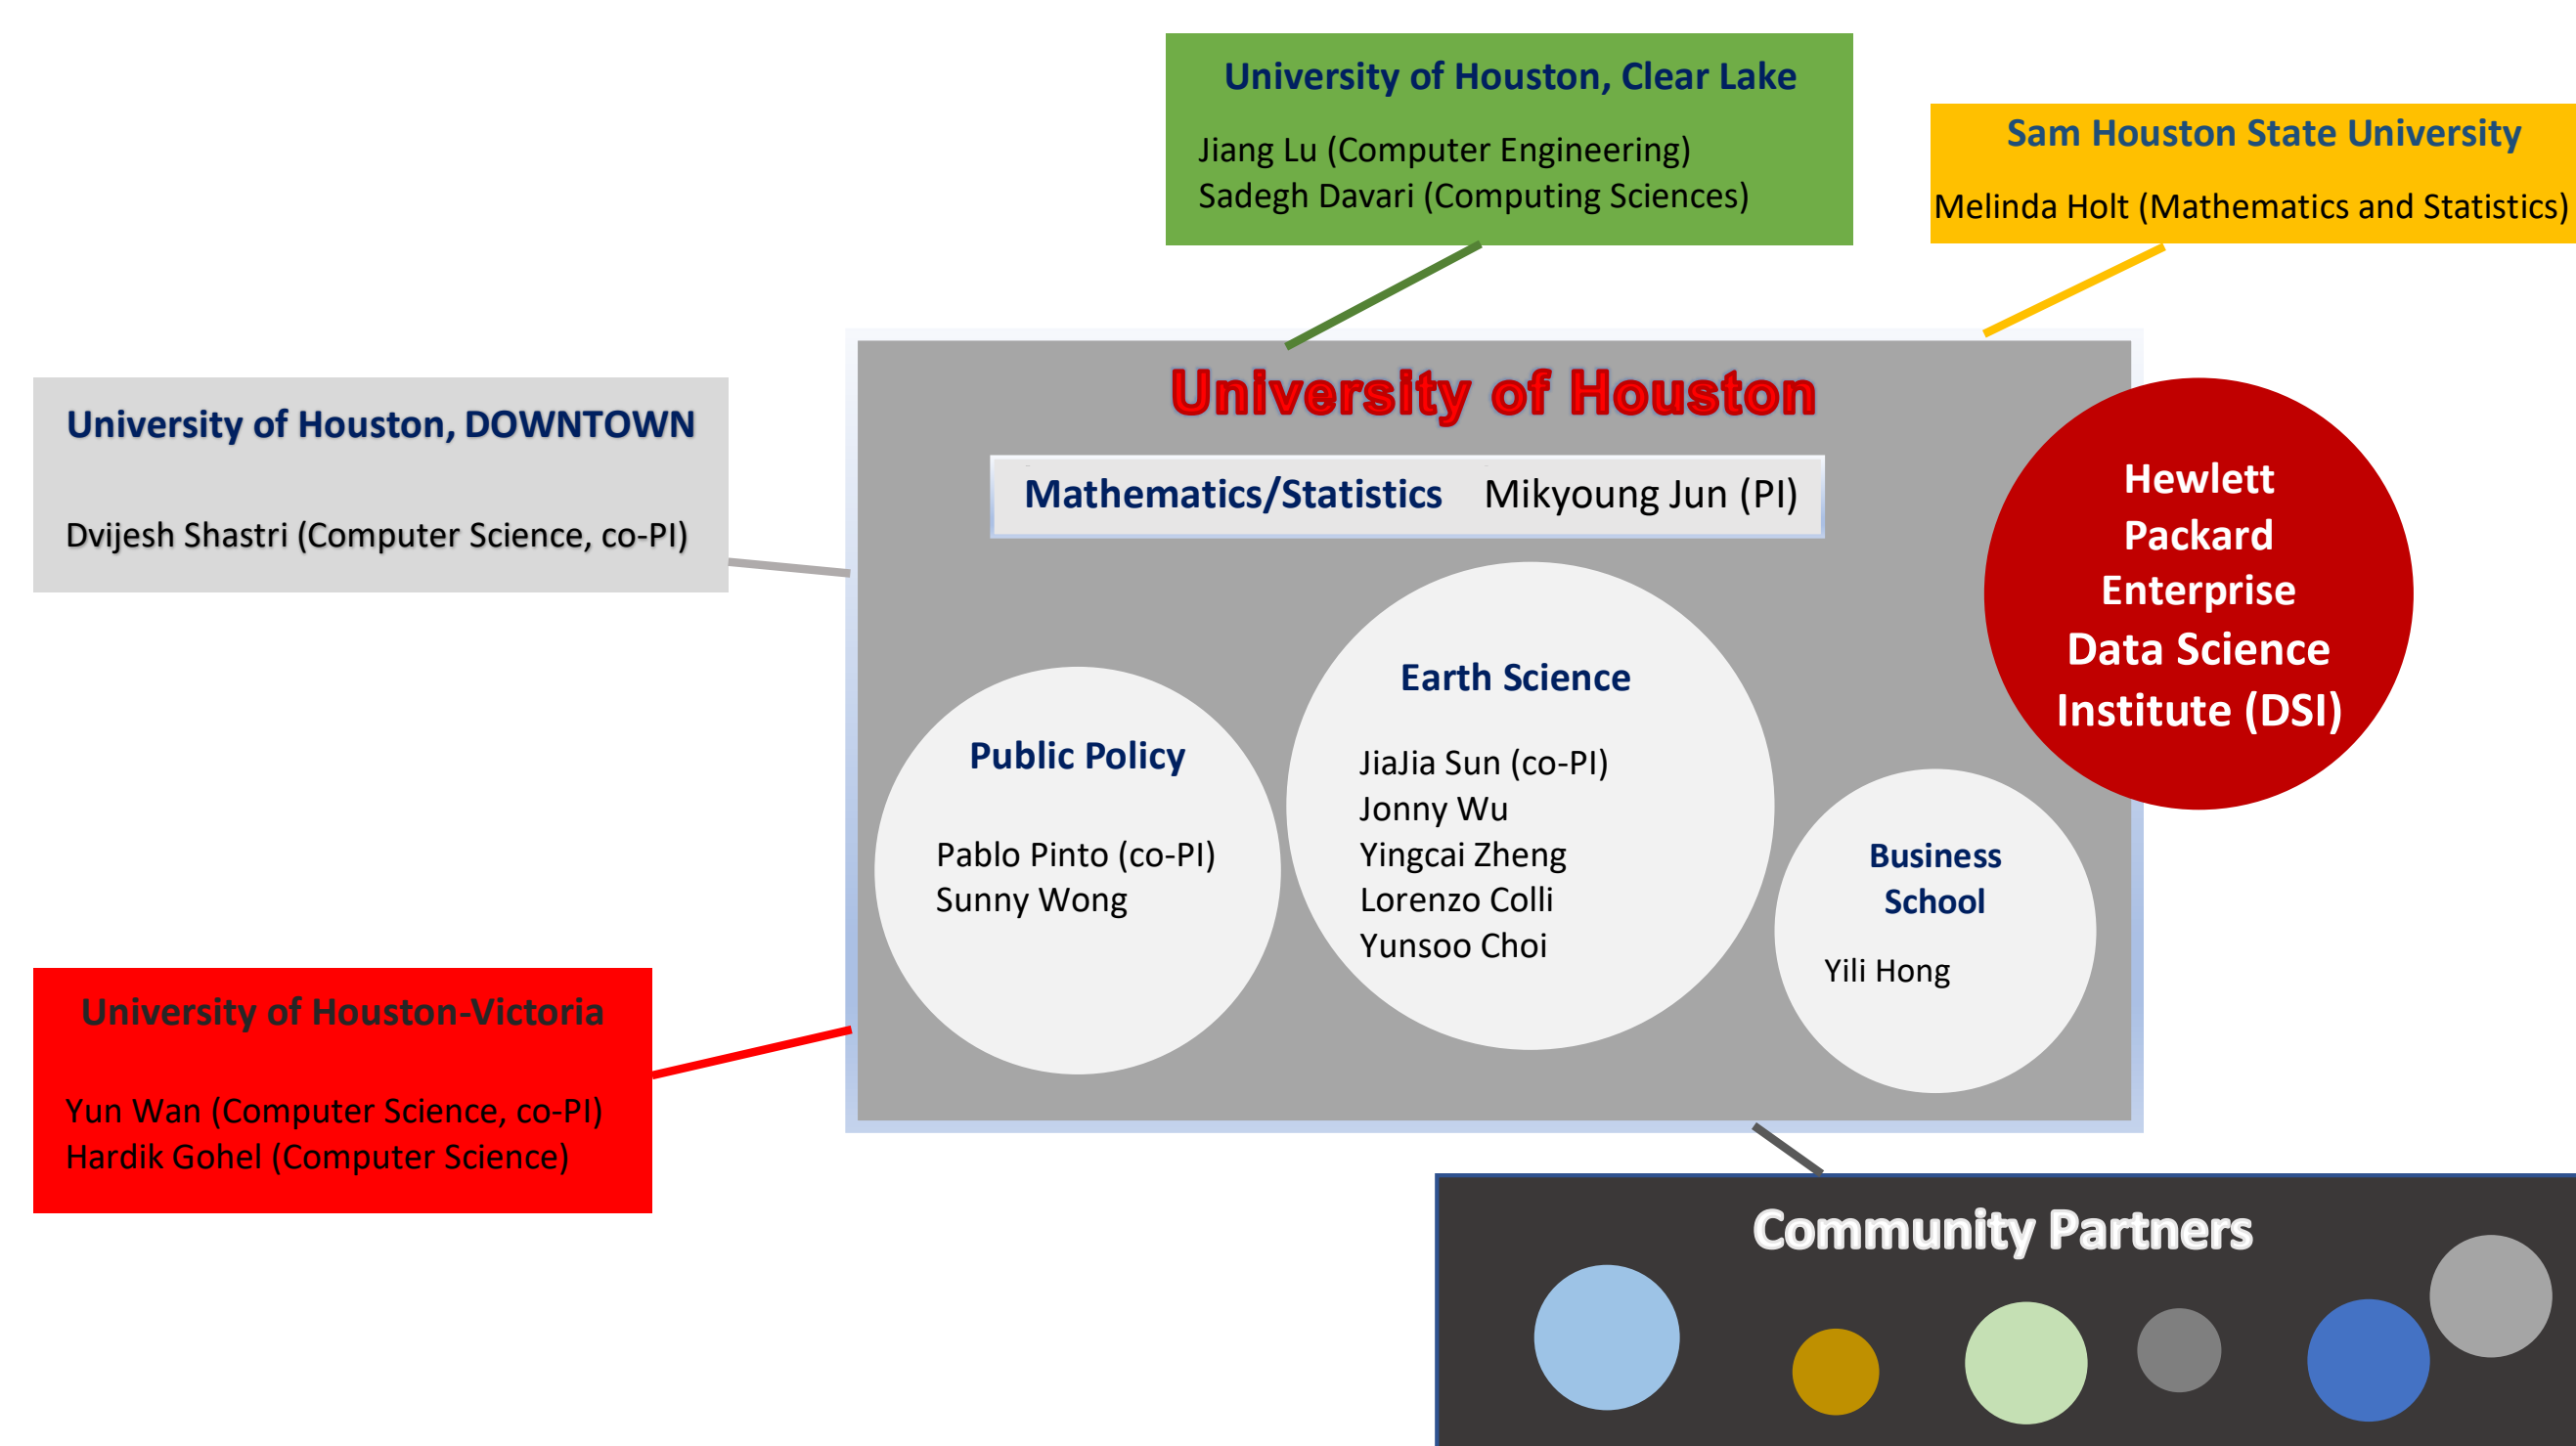 University of Houston, Clear Lake
Jiang Lu (Computer Engineering)
Sadegh Davari (Computing Sciences)
Sam Houston State University
Melinda Holt (Mathematics and Statistics)
University of Houston, DOWNTOWN
Dvijesh Shastri (Computer Science, co-PI)
University of Houston
Mathematics/Statistics Mikyoung Jun (PI)
Hewlett
Packard
Enterprise
Data Science
Institute (DSI)
Public Policy
Pablo Pinto (co-PI)
Sunny Wong
Earth Science
JiaJia Sun (co-PI)
Jonny Wu
Yingcai Zheng
Lorenzo Colli
Yunsoo Choi
Business
School
Yili Hong
University of Houston-Victoria
Yun Wan (Computer Science, co-PI)
Hardik Gohel (Computer Science)
Community Partners